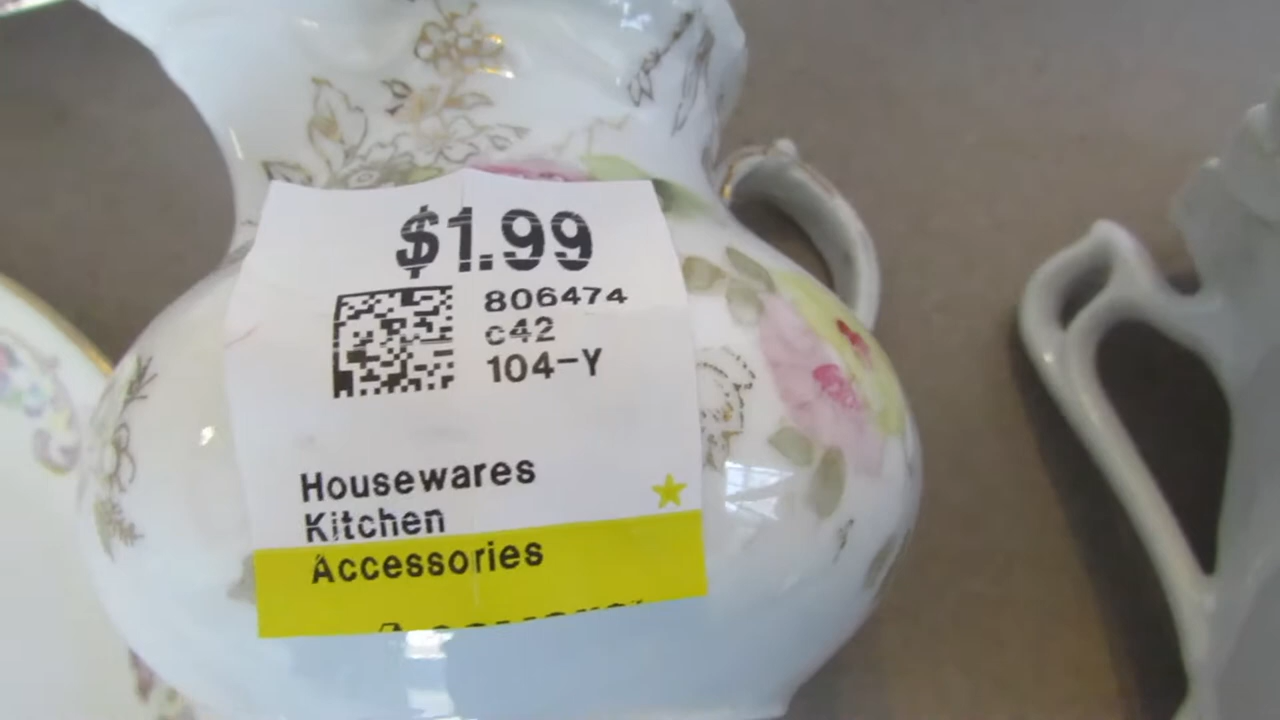 $1.99
806474
c42
104-Y
Housewares
Kitchen
Accessories